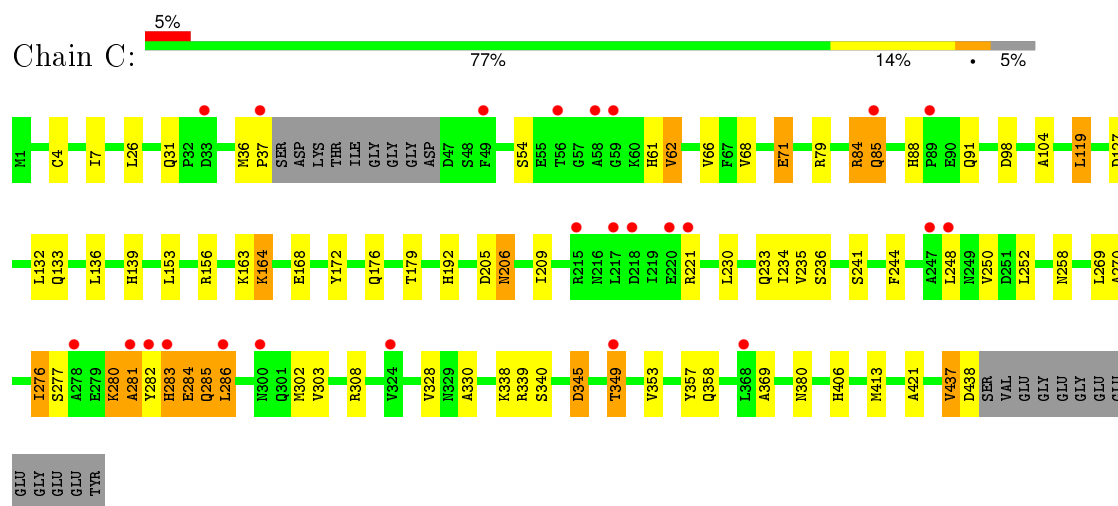 5%
Chain C:
77% 14% • 5%
M1 C4 I7 L26 Q31 P32 D33 M36 P37 SER ASP LYS THR ILE GLY GLY GLY ASP D47 S48 F49 S54 E55 T56 G57 A58 G59 K60 H61 V62 V66 F67 V68 E71 R79 R84 Q85 H88 P89 E90 Q91 D98 A104 L119 D127
L132 Q133 L136 H139 L153 R156 K163 K164 E168 Y172 Q176 T179 H192 D205 N206 I209 R215 N216 L217 D218 I219 E220 R221 L230 Q233 I234 V235 S236 S241 F244 A247 L248 N249 V250 D251 L252 N258 L269 A270
I276 S277 A278 E279 K280 A281 Y282 H283 E284 Q285 L286 N300 Q301 M302 V303 R308 V324 V328 N329 A330 K338 R339 S340 D345 T349 V353 Y357 Q358 L368 A369 N380 H406 M413 A421 V437 D438 SER VAL GLU GLY GLU GLY GLU GLU
GLU GLY GLU GLU TYR